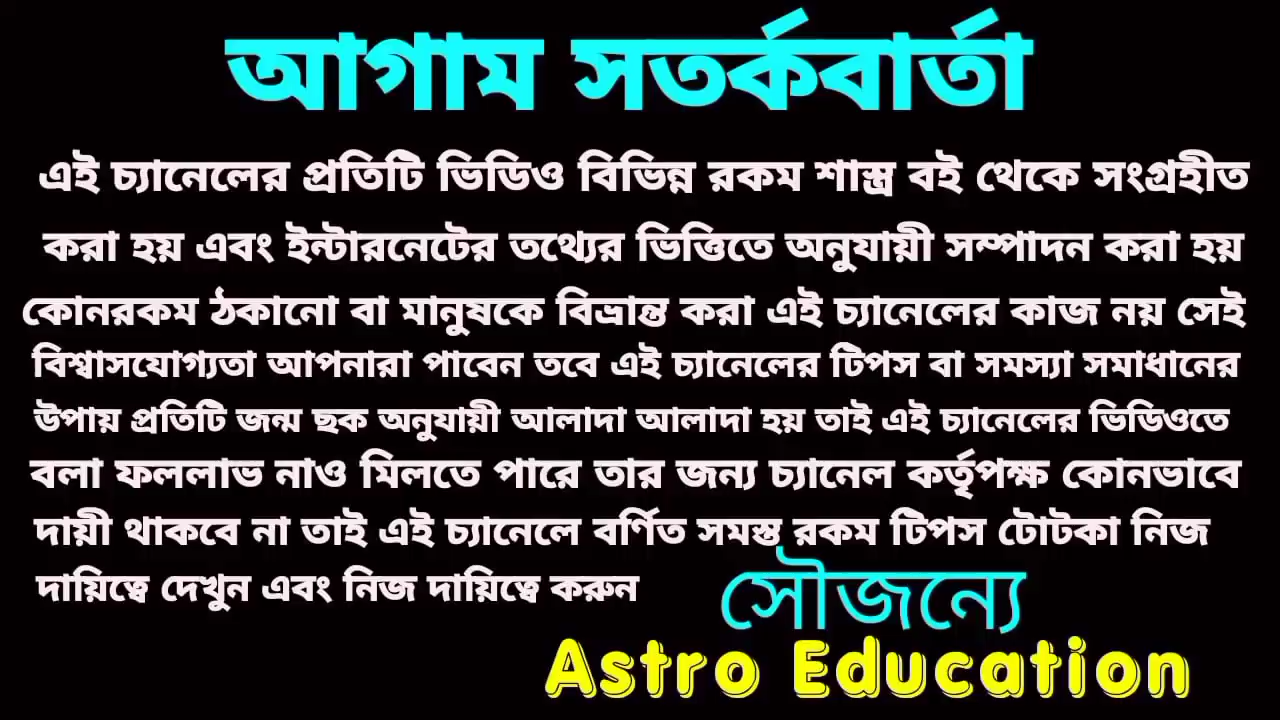 আগাম সতর্কবার্তা
এই চ্যানেলের প্রতিটি ভিডিও বিভিন্ন রকম শাস্ত্র বই থেকে সংগ্রহীত
করা হয় এবং ইন্টারনেটের তথ্যের ভিত্তিতে অনুযায়ী সম্পাদন করা হয়
কোনরকম ঠকানো বা মানুষকে বিভ্রান্ত করা এই চ্যানেলের কাজ নয় সেই
বিশ্বাসযোগ্যতা আপনারা পাবেন তবে এই চ্যানেলের টিপস বা সমস্যা সমাধানের
উপায় প্রতিটি জন্ম ছক অনুযায়ী আলাদা আলাদা হয় তাই এই চ্যানেলের ভিডিওতে
বলা ফললাভ নাও মিলতে পারে তার জন্য চ্যানেল কর্তৃপক্ষ কোনভাবে
দায়ী থাকবে না তাই এই চ্যানেলে বর্ণিত সমস্ত রকম টিপস টোটকা নিজ
দায়িত্বে দেখুন এবং নিজ দায়িত্বে করুন
সৌজন্যে
Astro Education